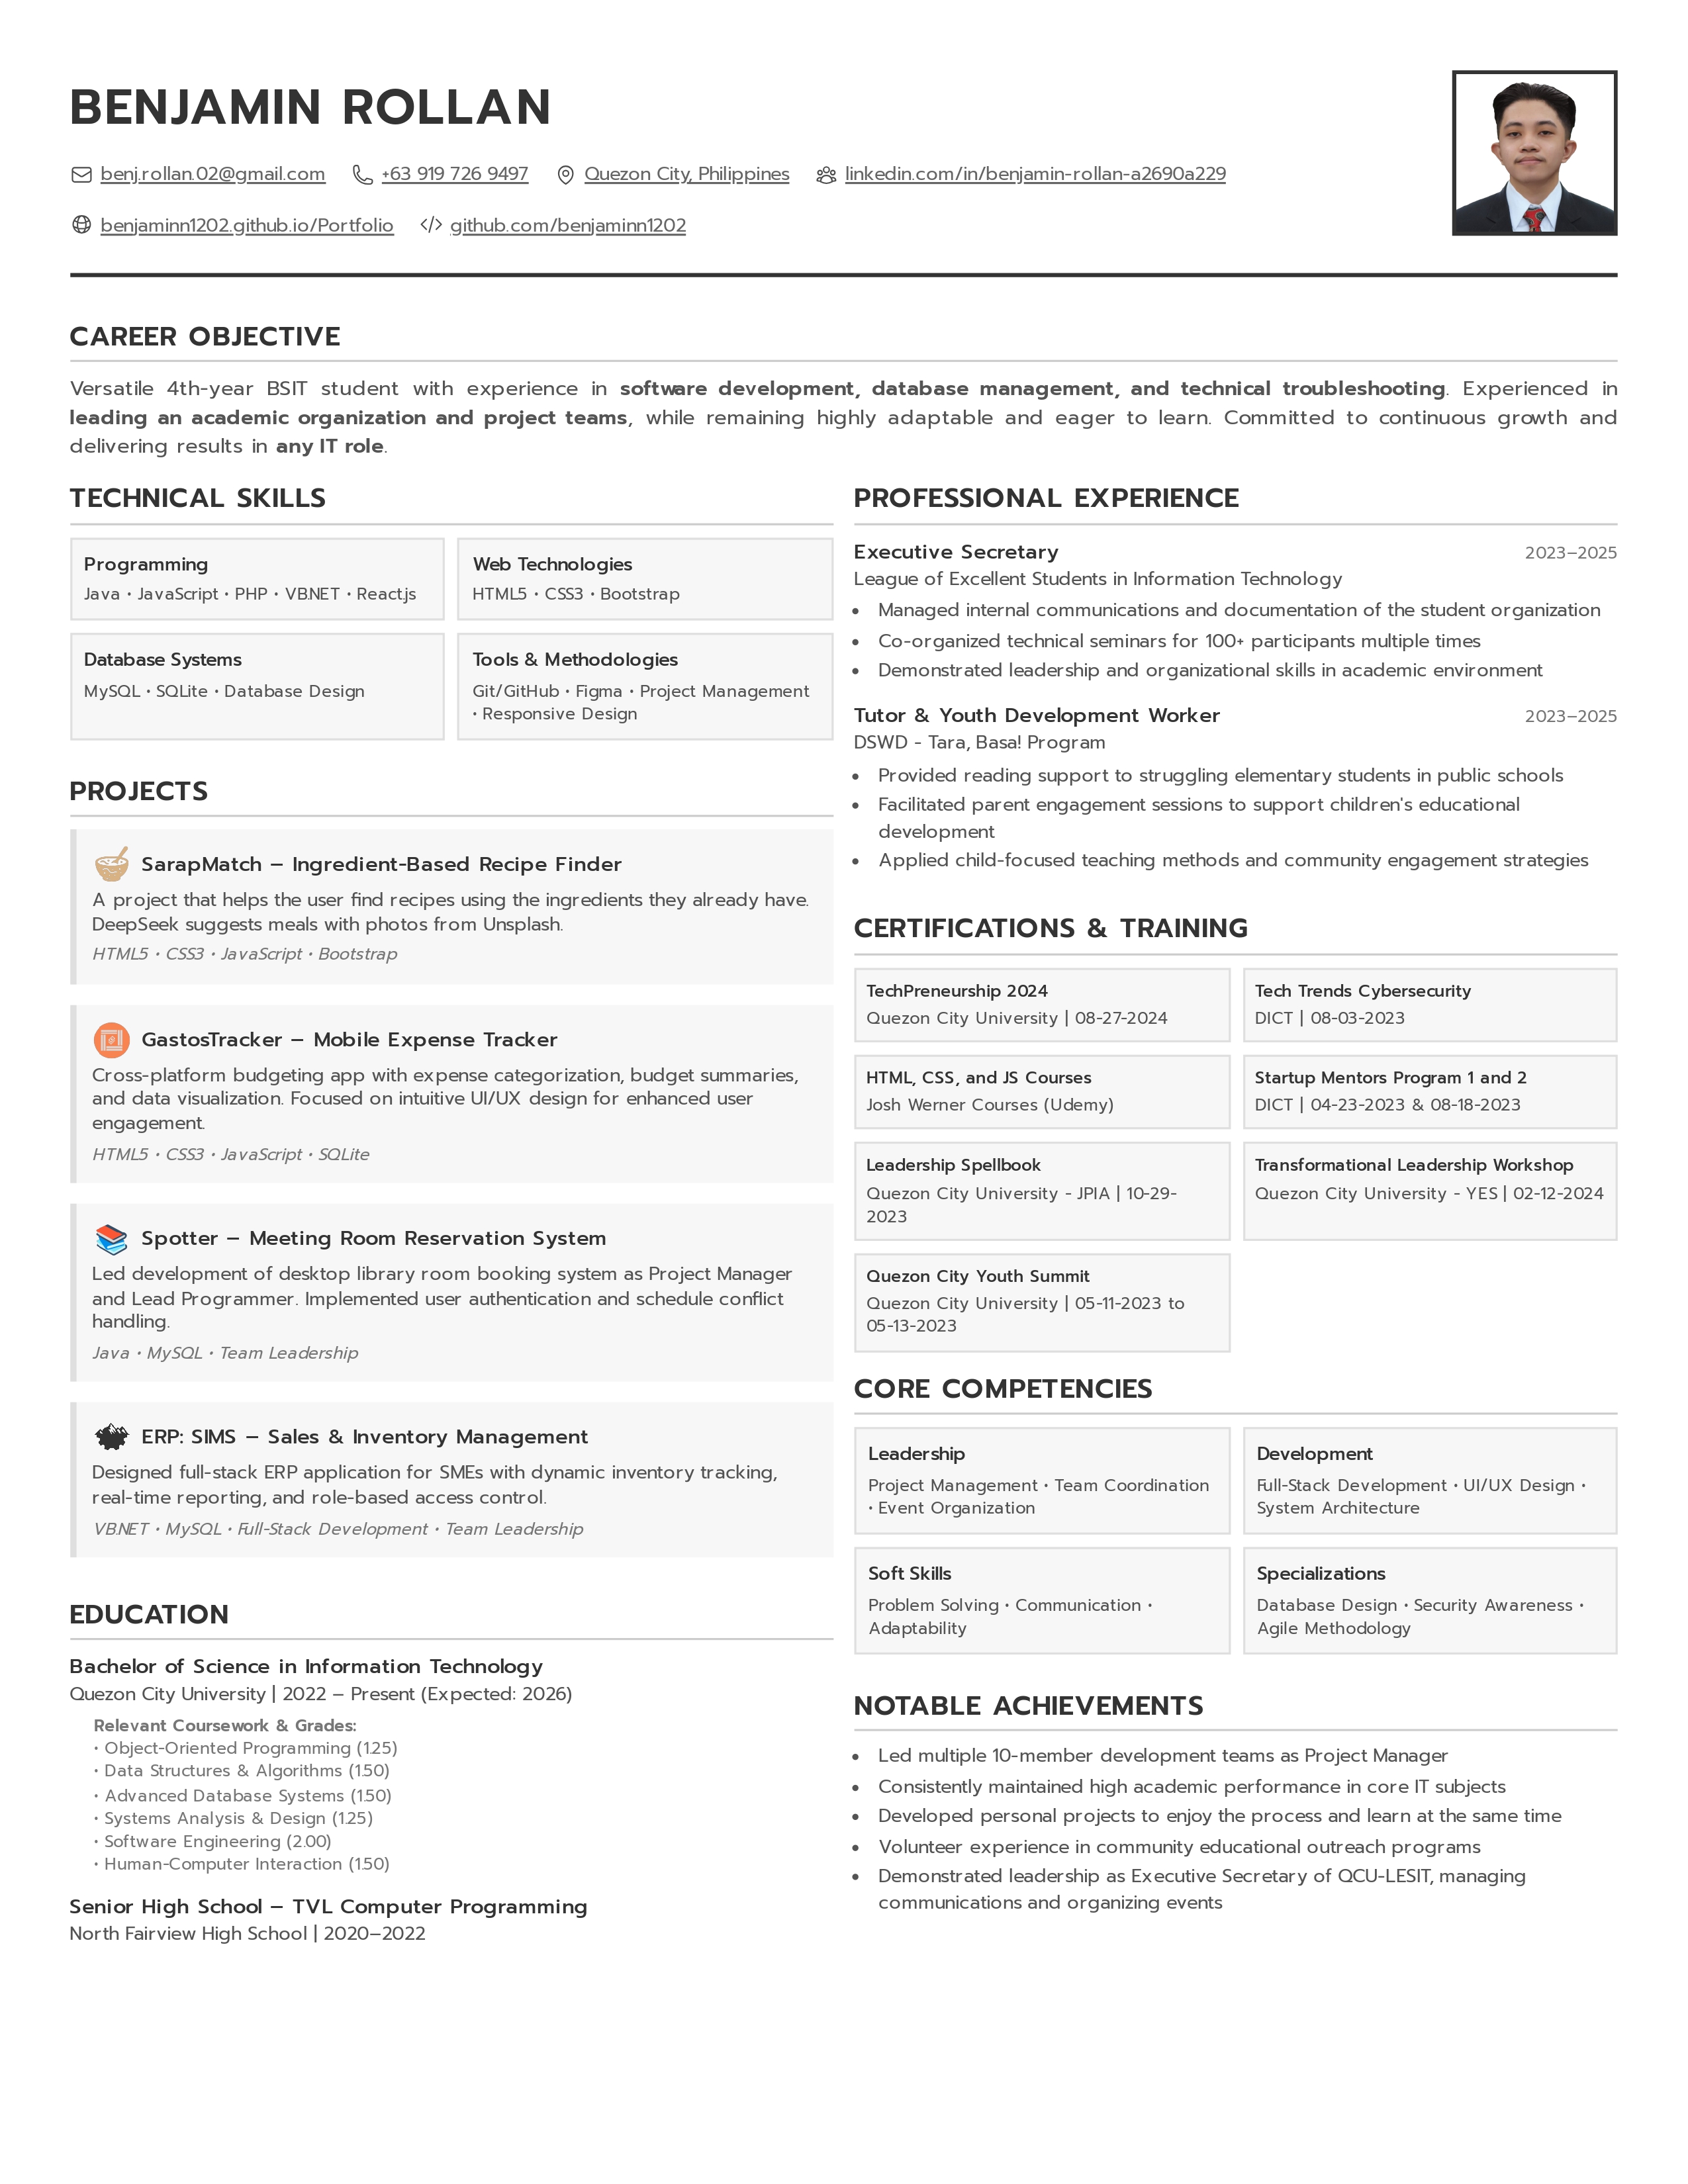 BENJAMIN ROLLAN
benj.rollan.02@gmail.com +63 919 726 9497 Quezon City, Philippines linkedin.com/in/benjamin-rollan-a2690a229
benjaminn1202.github.io/Portfolio github.com/benjaminn1202
CAREER OBJECTIVE
Versatile 4th-year BSIT student with experience in software development, database management, and technical troubleshooting. Experienced in
leading an academic organization and project teams, while remaining highly adaptable and eager to learn. Committed to continuous growth and
delivering results in any IT role.
TECHNICAL SKILLS
Programming
Java • JavaScript • PHP • VB.NET • React.js
Web Technologies
HTML5 • CSS3 • Bootstrap
Database Systems
MySQL • SQLite • Database Design
Tools & Methodologies
Git/GitHub • Figma • Project Management
• Responsive Design
PROJECTS
SarapMatch – Ingredient-Based Recipe Finder
A project that helps the user find recipes using the ingredients they already have.
DeepSeek suggests meals with photos from Unsplash.
HTML5 • CSS3 • JavaScript • Bootstrap
GastosTracker – Mobile Expense Tracker
Cross-platform budgeting app with expense categorization, budget summaries,
and data visualization. Focused on intuitive UI/UX design for enhanced user
engagement.
HTML5 • CSS3 • JavaScript • SQLite
Spotter – Meeting Room Reservation System
Led development of desktop library room booking system as Project Manager
and Lead Programmer. Implemented user authentication and schedule conflict
handling.
Java • MySQL • Team Leadership
ERP: SIMS – Sales & Inventory Management
Designed full-stack ERP application for SMEs with dynamic inventory tracking,
real-time reporting, and role-based access control.
VB.NET • MySQL • Full-Stack Development • Team Leadership
EDUCATION
Bachelor of Science in Information Technology
Quezon City University | 2022 – Present (Expected: 2026)
Relevant Coursework & Grades:
• Object-Oriented Programming (1.25)
• Data Structures & Algorithms (1.50)
• Advanced Database Systems (1.50)
• Systems Analysis & Design (1.25)
• Software Engineering (2.00)
• Human-Computer Interaction (1.50)
Senior High School – TVL Computer Programming
North Fairview High School | 2020–2022
PROFESSIONAL EXPERIENCE
Executive Secretary 2023–2025
League of Excellent Students in Information Technology
• Managed internal communications and documentation of the student organization
• Co-organized technical seminars for 100+ participants multiple times
• Demonstrated leadership and organizational skills in academic environment
Tutor & Youth Development Worker 2023–2025
DSWD - Tara, Basa! Program
• Provided reading support to struggling elementary students in public schools
• Facilitated parent engagement sessions to support children's educational
development
• Applied child-focused teaching methods and community engagement strategies
CERTIFICATIONS & TRAINING
TechPreneurship 2024
Quezon City University | 08-27-2024
Tech Trends Cybersecurity
DICT | 08-03-2023
HTML, CSS, and JS Courses
Josh Werner Courses (Udemy)
Startup Mentors Program 1 and 2
DICT | 04-23-2023 & 08-18-2023
Leadership Spellbook
Quezon City University - JPIA | 10-29-
2023
Transformational Leadership Workshop
Quezon City University - YES | 02-12-2024
Quezon City Youth Summit
Quezon City University | 05-11-2023 to
05-13-2023
CORE COMPETENCIES
Leadership
Project Management • Team Coordination
• Event Organization
Development
Full-Stack Development • UI/UX Design •
System Architecture
Soft Skills
Problem Solving • Communication •
Adaptability
Specializations
Database Design • Security Awareness •
Agile Methodology
NOTABLE ACHIEVEMENTS
• Led multiple 10-member development teams as Project Manager
• Consistently maintained high academic performance in core IT subjects
• Developed personal projects to enjoy the process and learn at the same time
• Volunteer experience in community educational outreach programs
• Demonstrated leadership as Executive Secretary of QCU-LESIT, managing
communications and organizing events